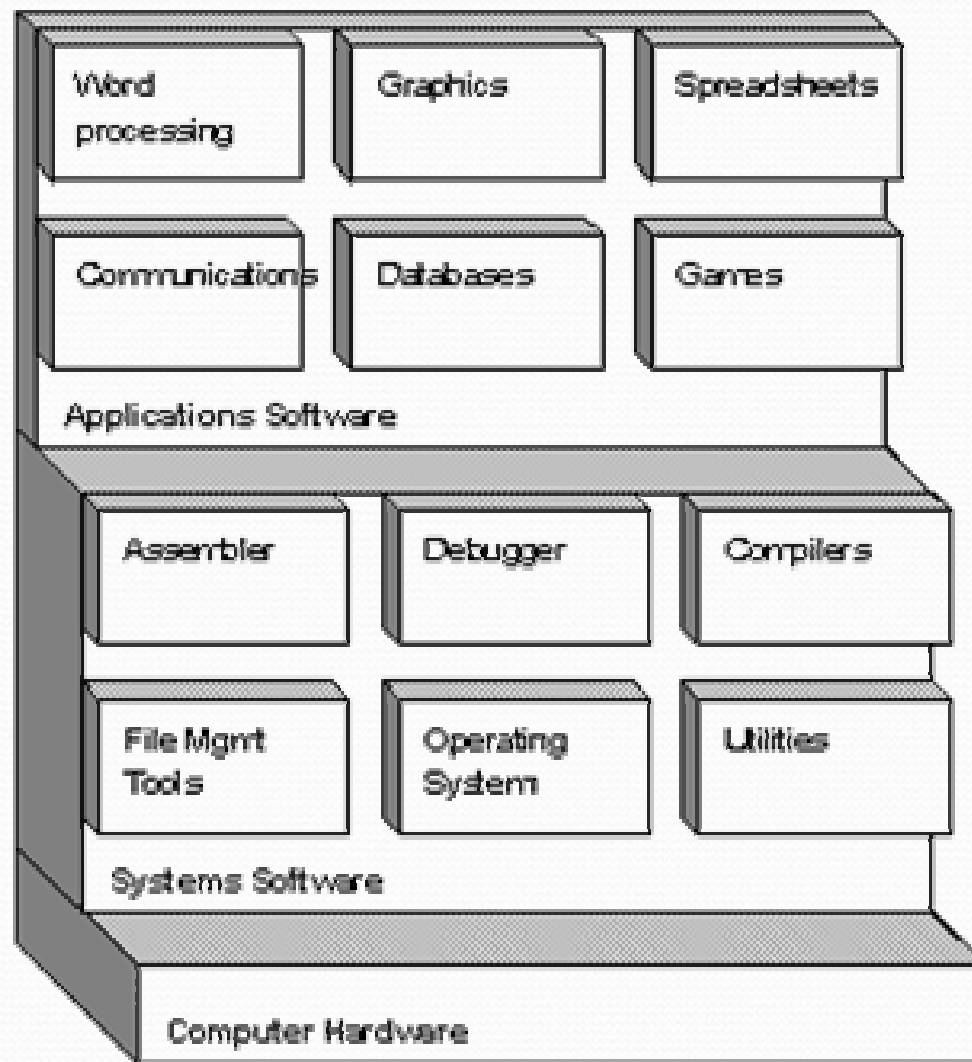 Word
processing
Graphics
Spreadsheets
Communications
Databases
Games
Applications Software
Assembler
Debugger
Compilers
File Mgmt
Tools
Operating
System
Utilities
Systems Software
Computer Hardware